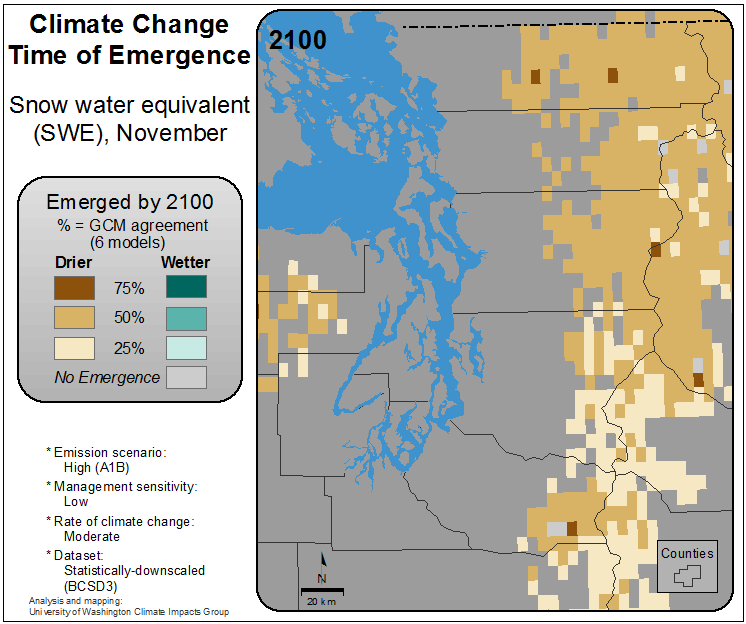 Climate Change
Time of Emergence
Snow water equivalent
(SWE), November
Emerged by 2100
% = GCM agreement
(6 models)
Drier Wetter
75%
50%
25%
No Emergence
* Emission scenario:
High (A1B)
* Management sensitivity:
Low
* Rate of climate change:
Moderate
* Dataset:
Statistically-downscaled
(BCSD3)
Analysis and mapping:
University of Washington Climate Impacts Group
2100
N
20 km
Counties